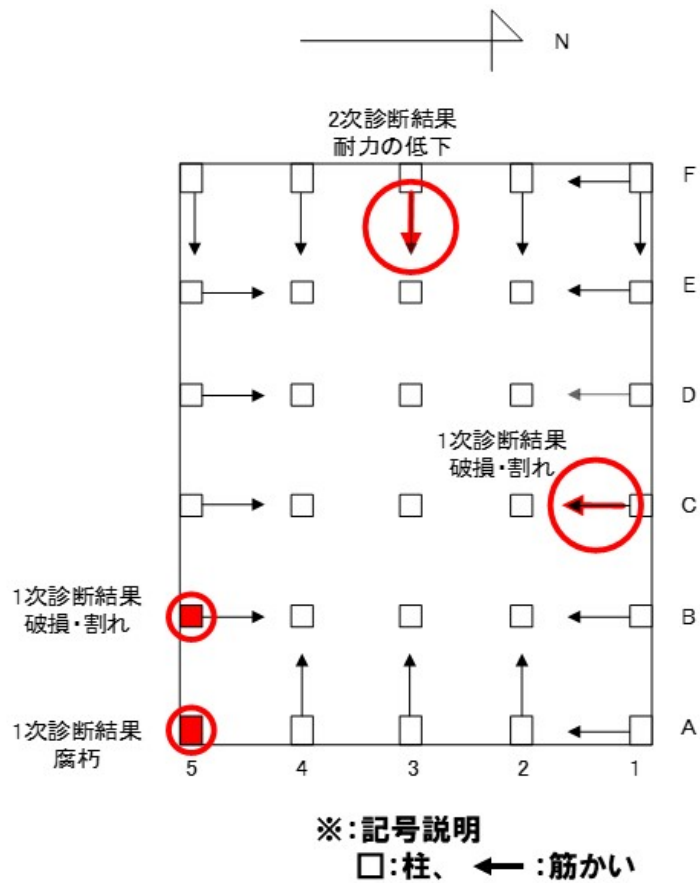 N
2次診断結果
耐力の低下
F
E
D
1次診断結果
破損・割れ
C
1次診断結果
破損・割れ
B
1次診断結果
腐朽
A
5 4 3 2 1
※:記号説明
□:柱、 ←:筋かい